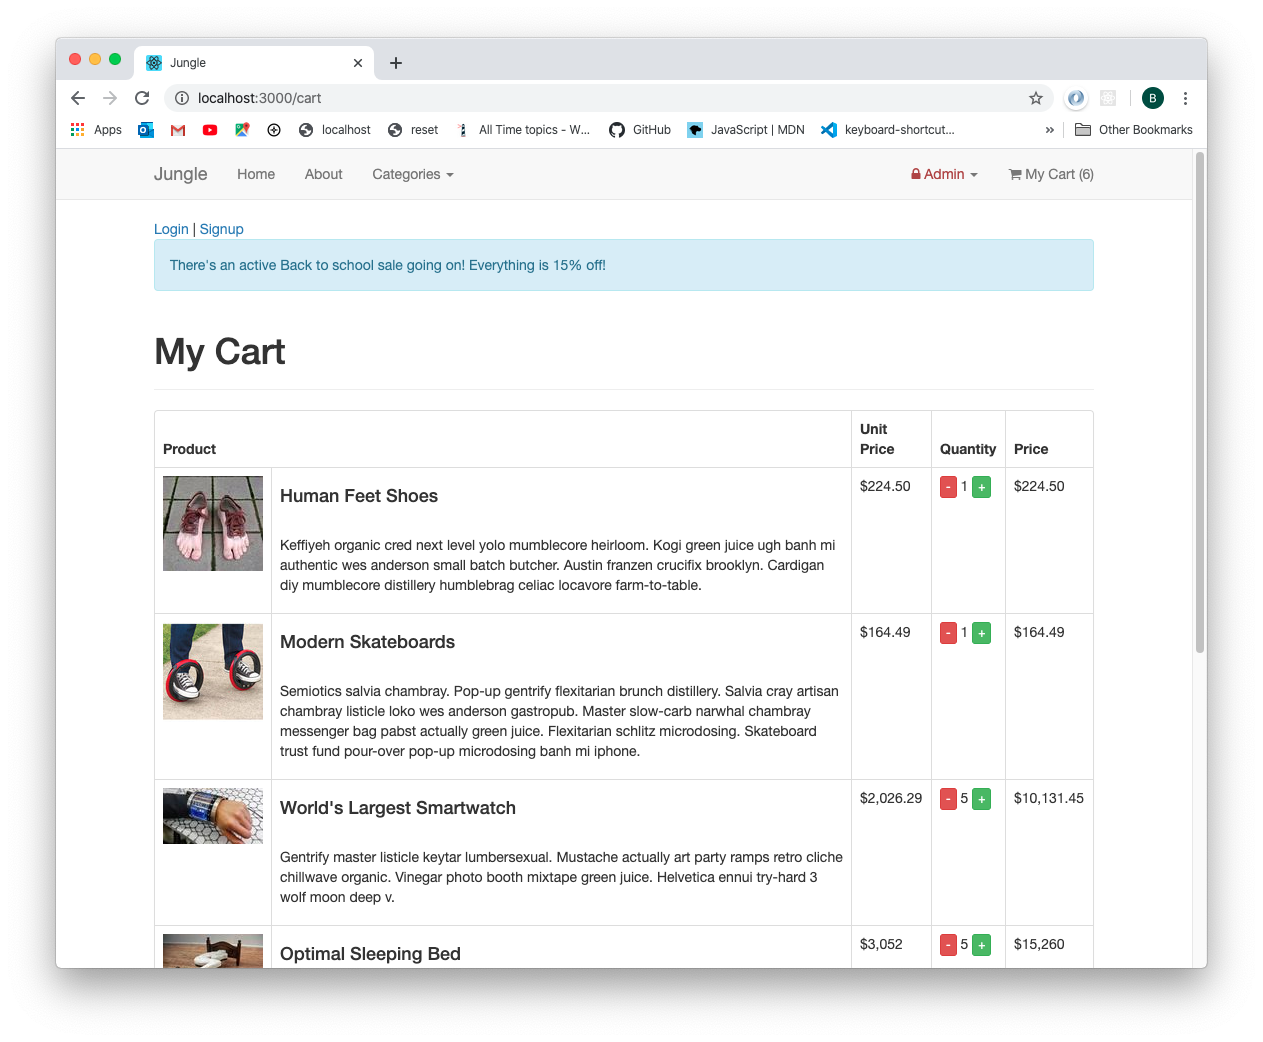 Jungle
localhost:3000/cart
B
Apps
localhost
reset
All Time topics - W...
GitHub
JavaScript | MDN
keyboard-shortcut...
»
Other Bookmarks
Jungle Home About Categories Admin My Cart (6)
Login | Signup
There's an active Back to school sale going on! Everything is 15% off!
My Cart
Product Unit Price Quantity Price
Human Feet Shoes $224.50 - 1 + $224.50
Keffiyeh organic cred next level yolo mumblecore heirloom. Kogi green juice ugh banh mi
authentic wes anderson small batch butcher. Austin franzen crucifix brooklyn. Cardigan
diy mumblecore distillery humblebrag celiac locavore farm-to-table.
Modern Skateboards $164.49 - 1 + $164.49
Semiotics salvia chambray. Pop-up gentrify flexitarian brunch distillery. Salvia cray artisan
chambray listicle loko wes anderson gastropub. Master slow-carb narwhal chambray
messenger bag pabst actually green juice. Flexitarian schlitz microdosing. Skateboard
trust fund pour-over pop-up microdosing banh mi iphone.
World's Largest Smartwatch $2,026.29 - 5 + $10,131.45
Gentrify master listicle keytar lumbersexual. Mustache actually art party ramps retro cliche
chillwave organic. Vinegar photo booth mixtape green juice. Helvetica ennui try-hard 3
wolf moon deep v.
Optimal Sleeping Bed $3,052 - 5 + $15,260